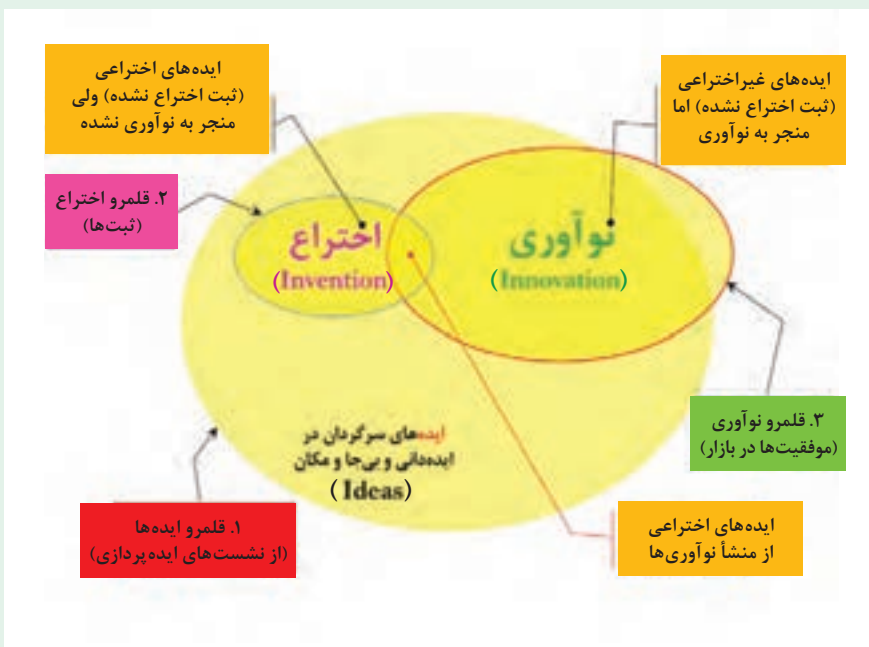 ایده‌های اختراعی
(ثبت اختراع نشده) ولی
منجر به نوآوری نشده
ایده‌های غیراختراعی
(ثبت اختراع نشده) اما
منجر به نوآوری
۲. قلمرو اختراع
(ثبت‌ها)
اختراع
(Invention)
نوآوری
(Innovation)
۳. قلمرو نوآوری
(موفقیت‌ها در بازار)
ایده‌های سرگردان در
ایده‌دانی و بی‌جا و مکان
(Ideas)
۱. قلمرو ایده‌ها
(از نشست‌های ایده‌پردازی)
ایده‌های اختراعی
از منشأ نوآوری‌ها